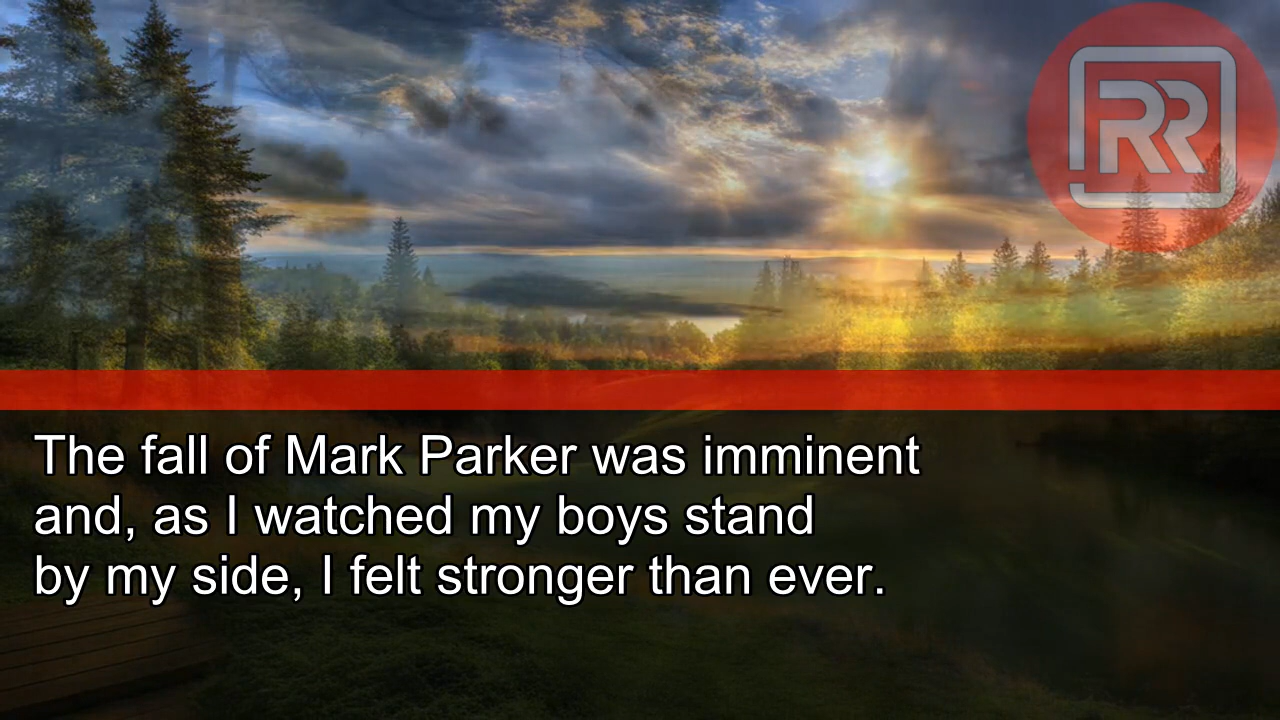 RR
The fall of Mark Parker was imminent
and, as I watched my boys stand
by my side, I felt stronger than ever.